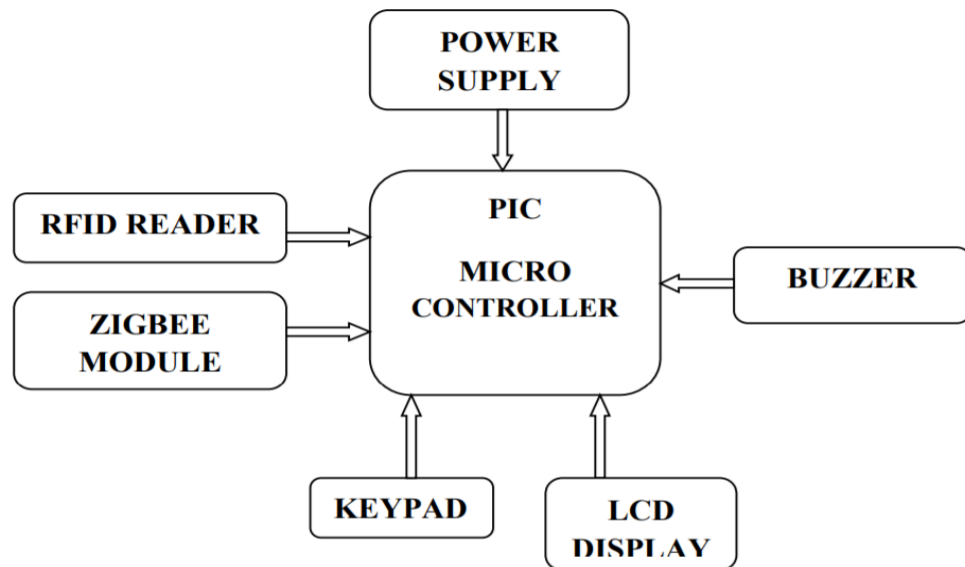 POWER
SUPPLY
RFID READER
PIC
MICRO
CONTROLLER
BUZZER
ZIGBEE
MODULE
KEYPAD
LCD
DISPLAY